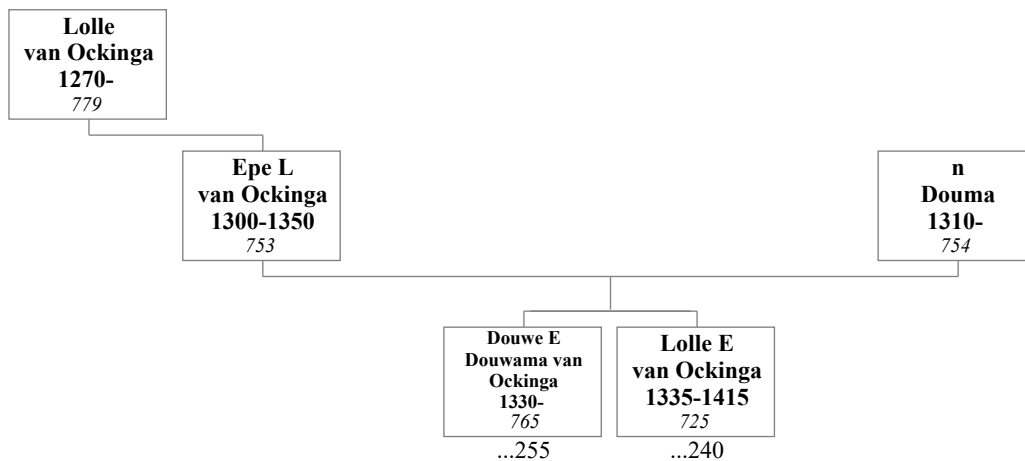 Lolle
van Ockinga
1270-
779
Epe L
van Ockinga
1300-1350
753
n
Douma
1310-
754
Douwe E
Douwama van
Ockinga
1330-
765
...255
Lolle E
van Ockinga
1335-1415
725
...240